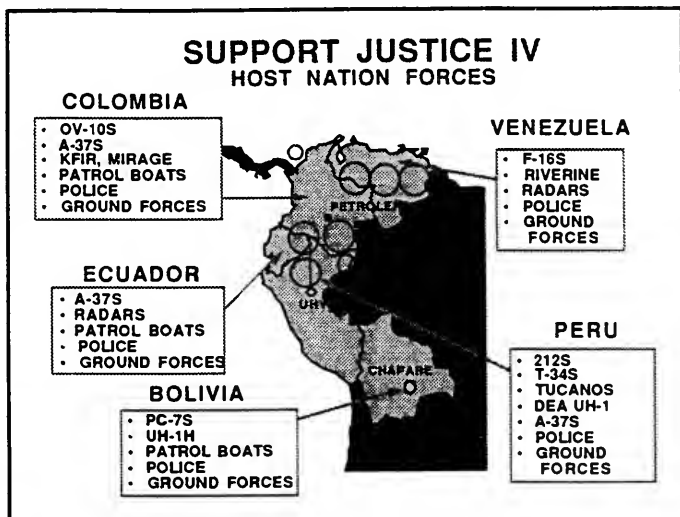 SUPPORT JUSTICE IV
HOST NATION FORCES
COLOMBIA
• OV-10S
• A-37S
• KFIR, MIRAGE
• PATROL BOATS
• POLICE
• GROUND FORCES
VENEZUELA
• F-16S
• RIVERINE
• RADARS
• POLICE
• GROUND
FORCES
ECUADOR
• A-37S
• RADARS
• PATROL BOATS
• POLICE
• GROUND FORCES
PERU
• 212S
• T-34S
• TUCANOS
• DEA UH-1
• A-37S
• POLICE
• GROUND
FORCES
BOLIVIA
• PC-7S
• UH-1H
• PATROL BOATS
• POLICE
• GROUND FORCES
CHAPARE